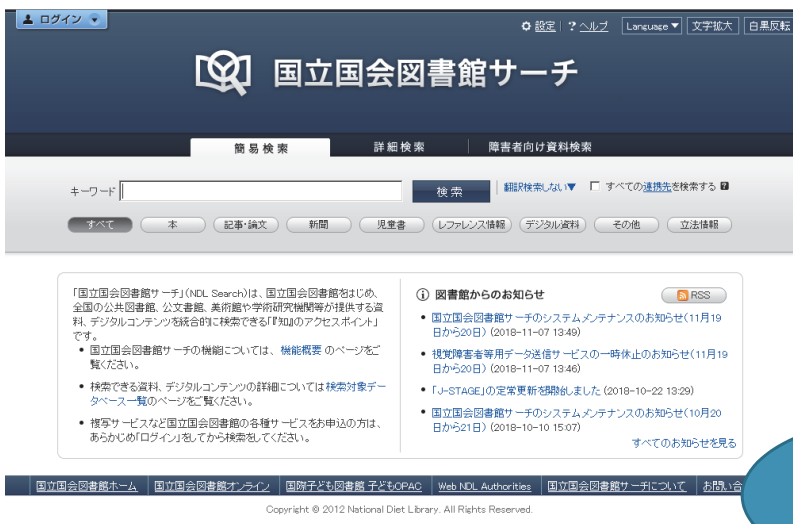 ログイン
設定 | ? ヘルプ Language▼ 文字拡大 白黒反転
国立国会図書館サーチ
簡易検索 詳細検索 障害者向け資料検索
キーワード 検索 翻訳検索しない▼ すべての連携先を検索する ?
すべて 本 記事・論文 新聞 児童書 レファレンス情報 デジタル資料 その他 立法情報
「国立国会図書館サーチ」(NDL Search)は、国立国会図書館をはじめ、
全国の公共図書館、公文書館、美術館や学術研究機関等が提供する資
料、デジタルコンテンツを統合的に検索できる「『知』のアクセスポイント」
です。
• 国立国会図書館サーチの機能については、機能概要 のページをご
覧ください。
• 検索できる資料、デジタルコンテンツの詳細については検索対象デー
タベース一覧のページをご覧ください。
• 複写サービスなど国立国会図書館の各種サービスをお申込の方は、
あらかじめ「ログイン」をしてから検索をしてください。
図書館からのお知らせ RSS
• 国立国会図書館サーチのシステムメンテナンスのお知らせ(11月19
日から20日) (2018-11-07 13:49)
• 視覚障害者等用データ送信サービスの一時休止のお知らせ(11月19
日から20日) (2018-11-07 13:46)
• 「J-STAGE」の定常更新を開始しました (2018-10-22 13:29)
• 国立国会図書館サーチのシステムメンテナンスのお知らせ(10月20
日から21日) (2018-10-10 15:07)
すべてのお知らせを見る
国立国会図書館ホーム | 国立国会図書館オンライン | 国際子ども図書館 子どもOPAC | Web NDL Authorities | 国立国会図書館サーチについて | お問い合
Copyright © 2012 National Diet Library. All Rights Reserved.